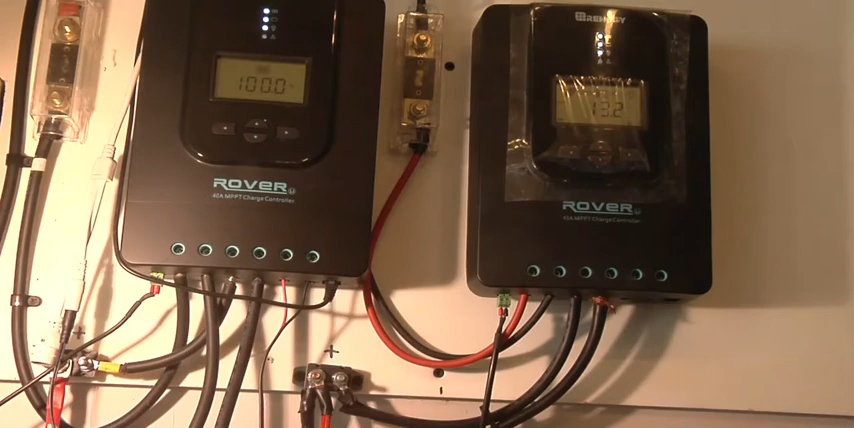 100.0
ROVER
40A MPPT Charge Controller
+
RENOGY
13.2
ROVER
40A MPPT Charge Controller
+